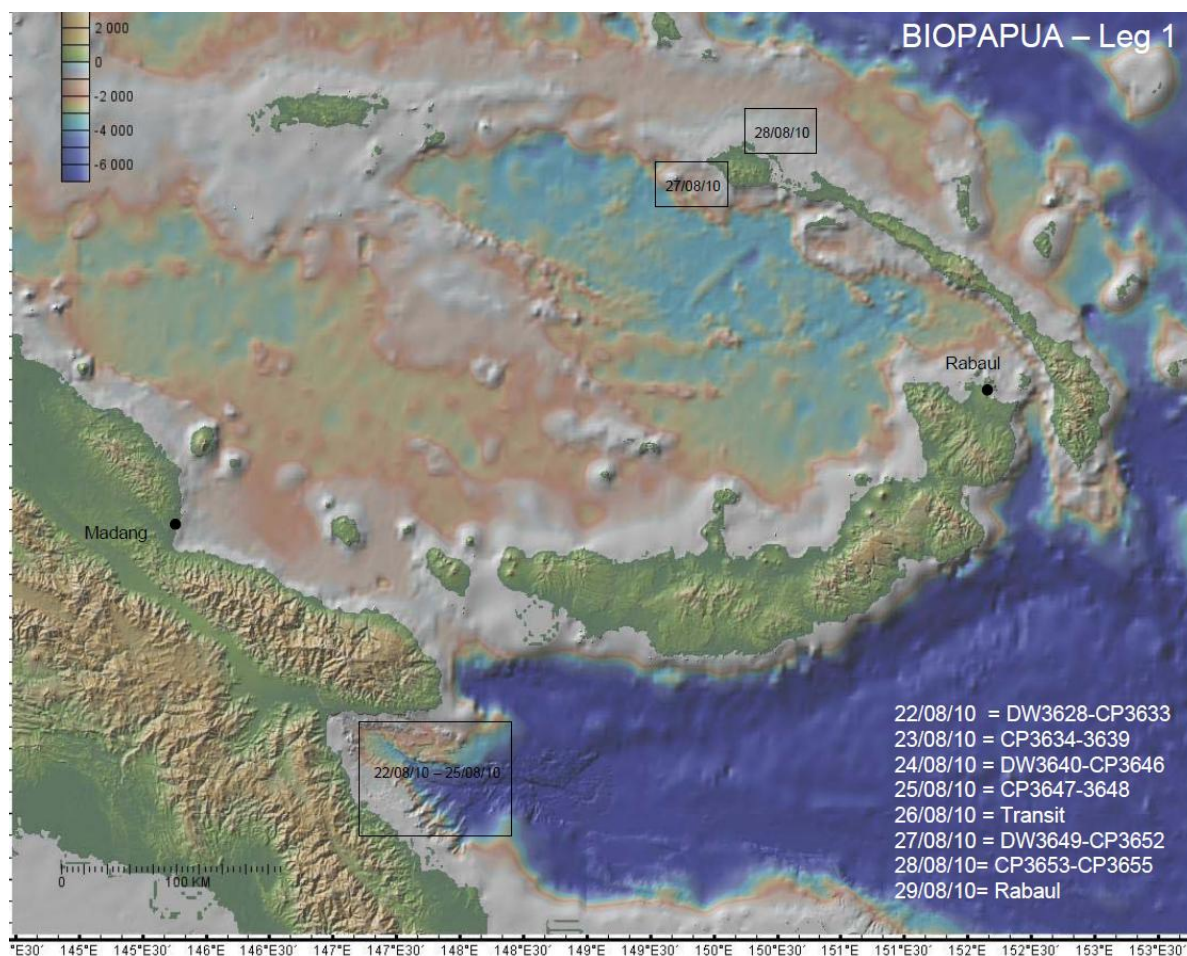 BIOPAPUA – Leg 1
2 000
0
-2 000
-4 000
-6 000
28/08/10
27/08/10
Rabaul
Madang
22/08/10 – 25/08/10
22/08/10 = DW3628-CP3633
23/08/10 = CP3634-3639
24/08/10 = DW3640-CP3646
25/08/10 = CP3647-3648
26/08/10 = Transit
27/08/10 = DW3649-CP3652
28/08/10= CP3653-CP3655
29/08/10= Rabaul
0 100 KM
°E30´ 145°E 145°E30´ 146°E 146°E30´ 147°E 147°E30´ 148°E 148°E30´ 149°E 149°E30´ 150°E 150°E30´ 151°E 151°E30´ 152°E 152°E30´ 153°E 153°E30´